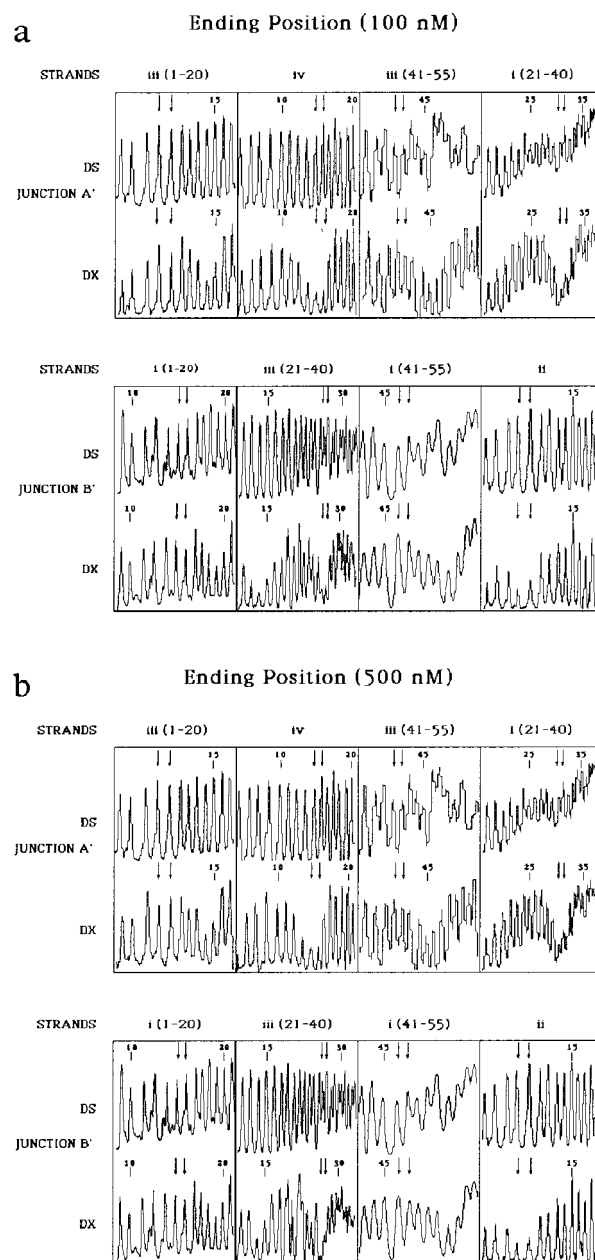 a
Ending Position (100 nM)
STRANDS iii (1-20) iv iii (41-55) i (21-40)
15 10 20 45 25 35
DS
JUNCTION A'
15 10 20 45 25 35
DX
STRANDS i (1-20) iii (21-40) i (41-55) ii
10 20 15 30 45 15
DS
JUNCTION B'
10 20 15 30 45 15
DX
b
Ending Position (500 nM)
STRANDS iii (1-20) iv iii (41-55) i (21-40)
15 10 20 45 25 35
DS
JUNCTION A'
15 10 20 45 25 35
DX
STRANDS i (1-20) iii (21-40) i (41-55) ii
10 20 15 30 45 15
DS
JUNCTION B'
10 20 15 30 45 15
DX